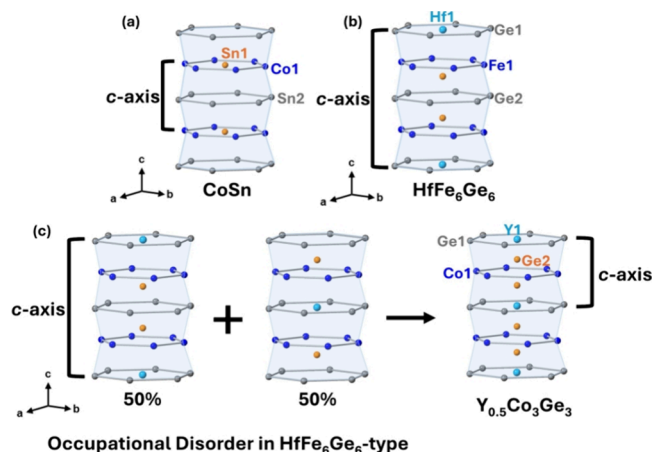 (a)
Sn1
Co1
c-axis
Sn2
c
a
b
CoSn
(b)
Hf1
Ge1
Fe1
c-axis
Ge2
c
a
b
HfFe₆Ge₆
(c)
c-axis
c
a
b
50%
+
50%
Y1
Ge1
Ge2
Co1
c-axis
Y₀.₅Co₃Ge₃
Occupational Disorder in HfFe₆Ge₆-type